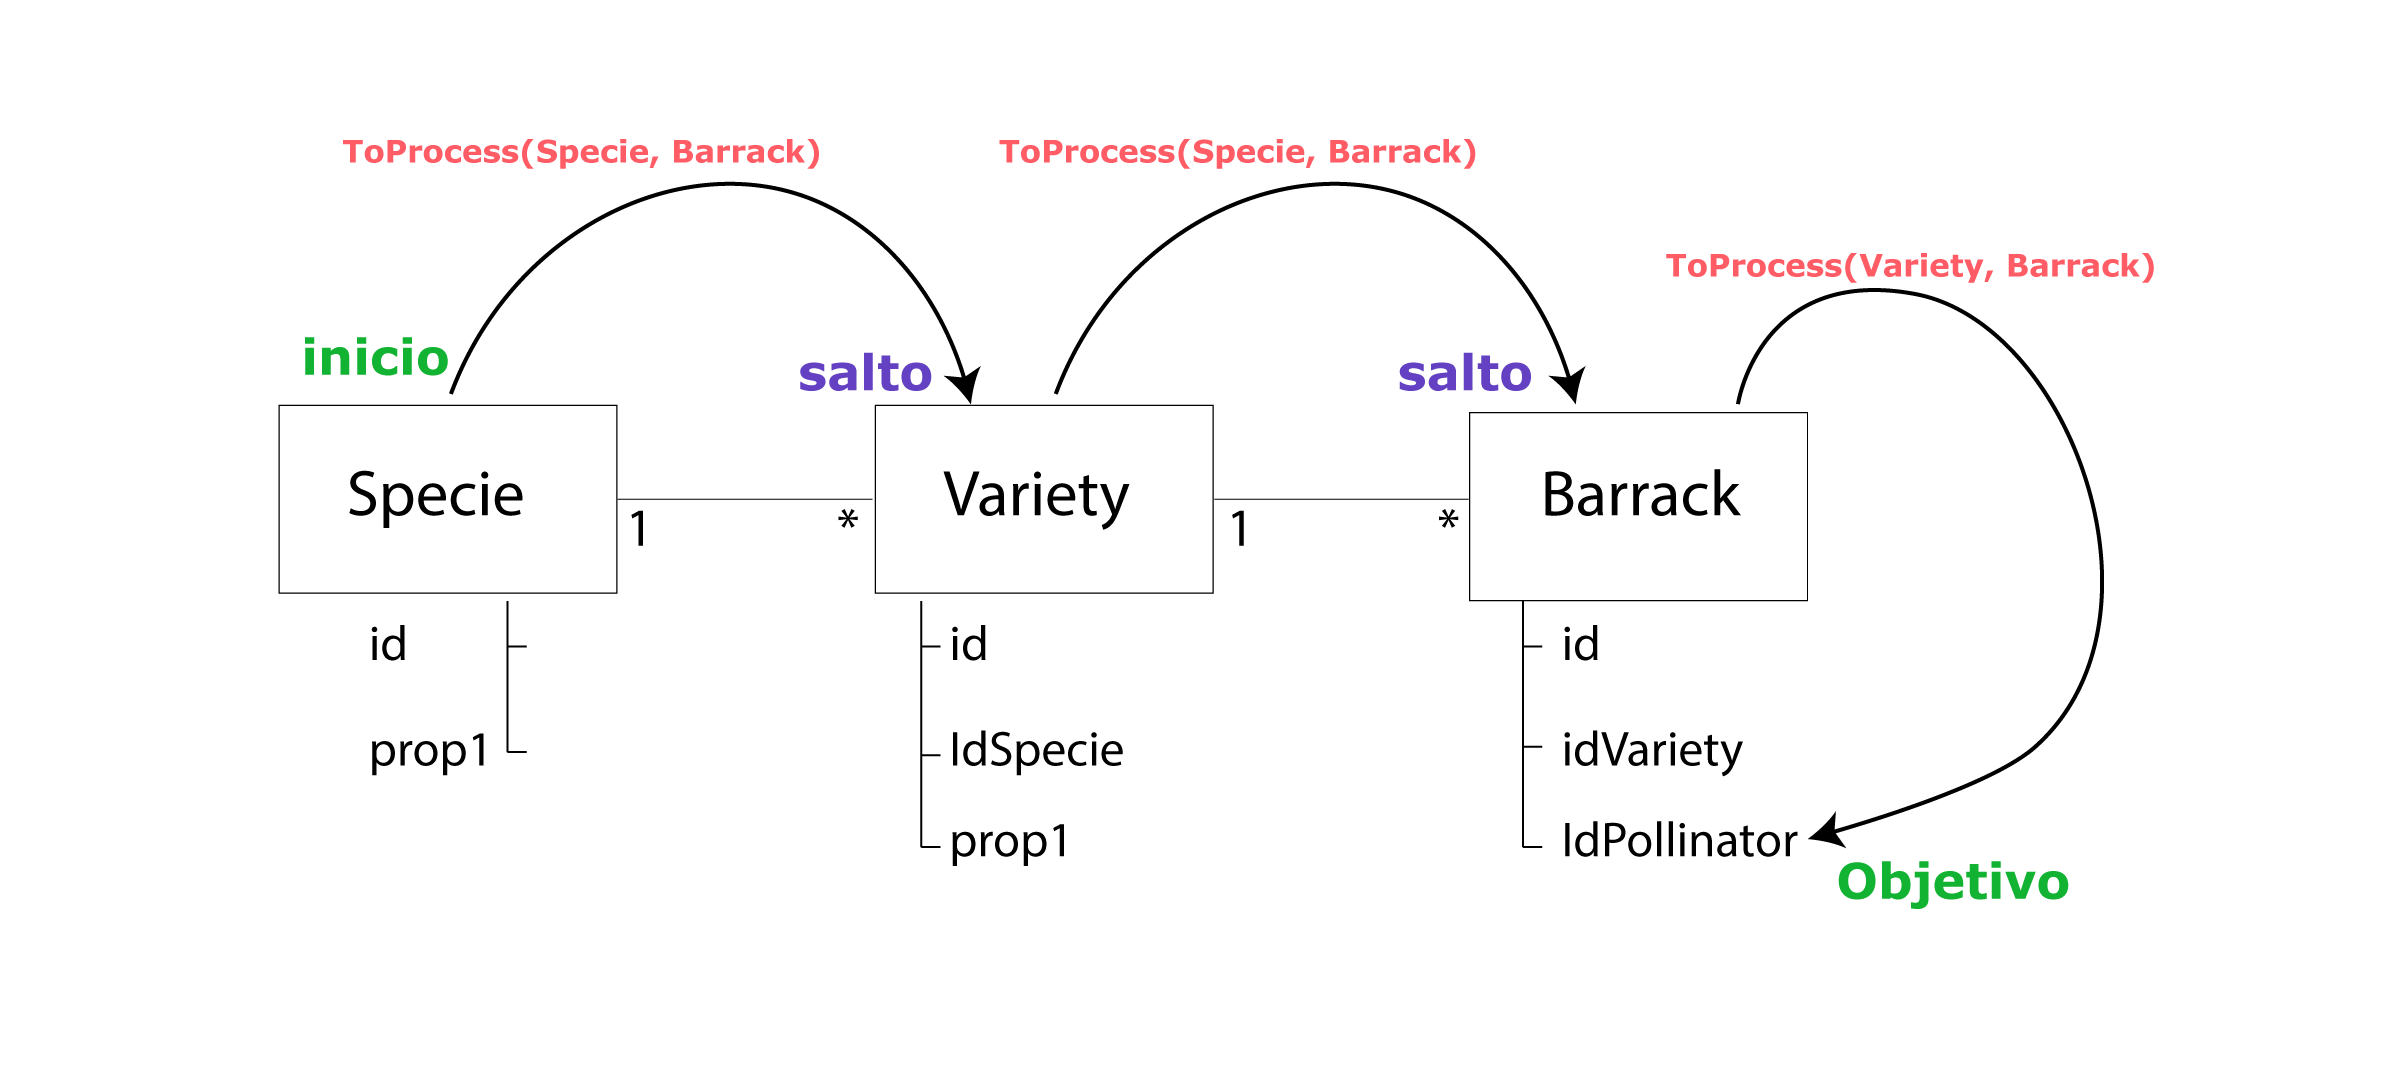 ToProcess(Specie, Barrack)
ToProcess(Specie, Barrack)
ToProcess(Variety, Barrack)
inicio
salto
salto
Specie
1
*
Variety
1
*
Barrack
id
prop1
id
IdSpecie
prop1
id
idVariety
IdPollinator
Objetivo